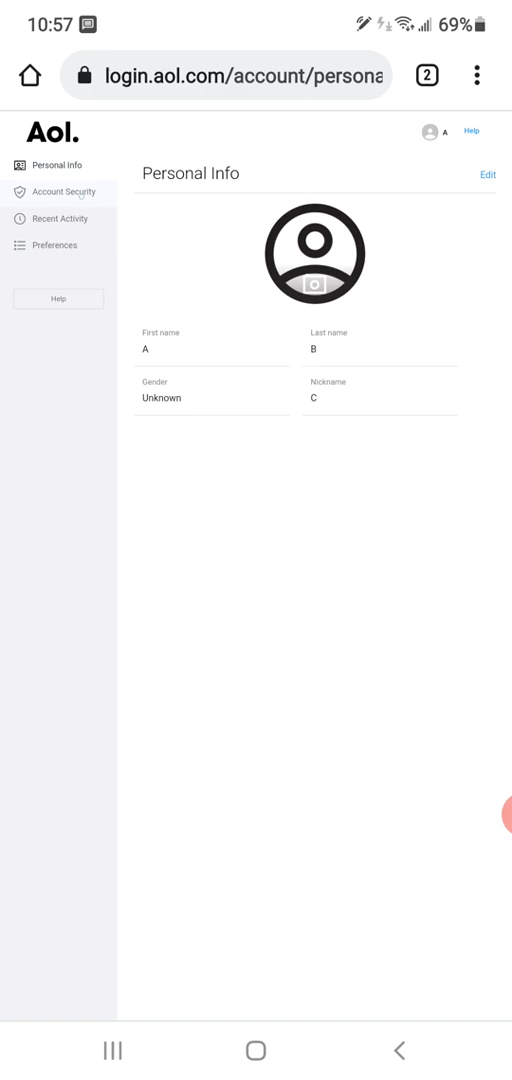 10:57
69%
login.aol.com/account/persona
2
Aol.
A
Help
Personal Info
Account Security
Recent Activity
Preferences
Help
Personal Info
Edit
First name
A
Last name
B
Gender
Unknown
Nickname
C